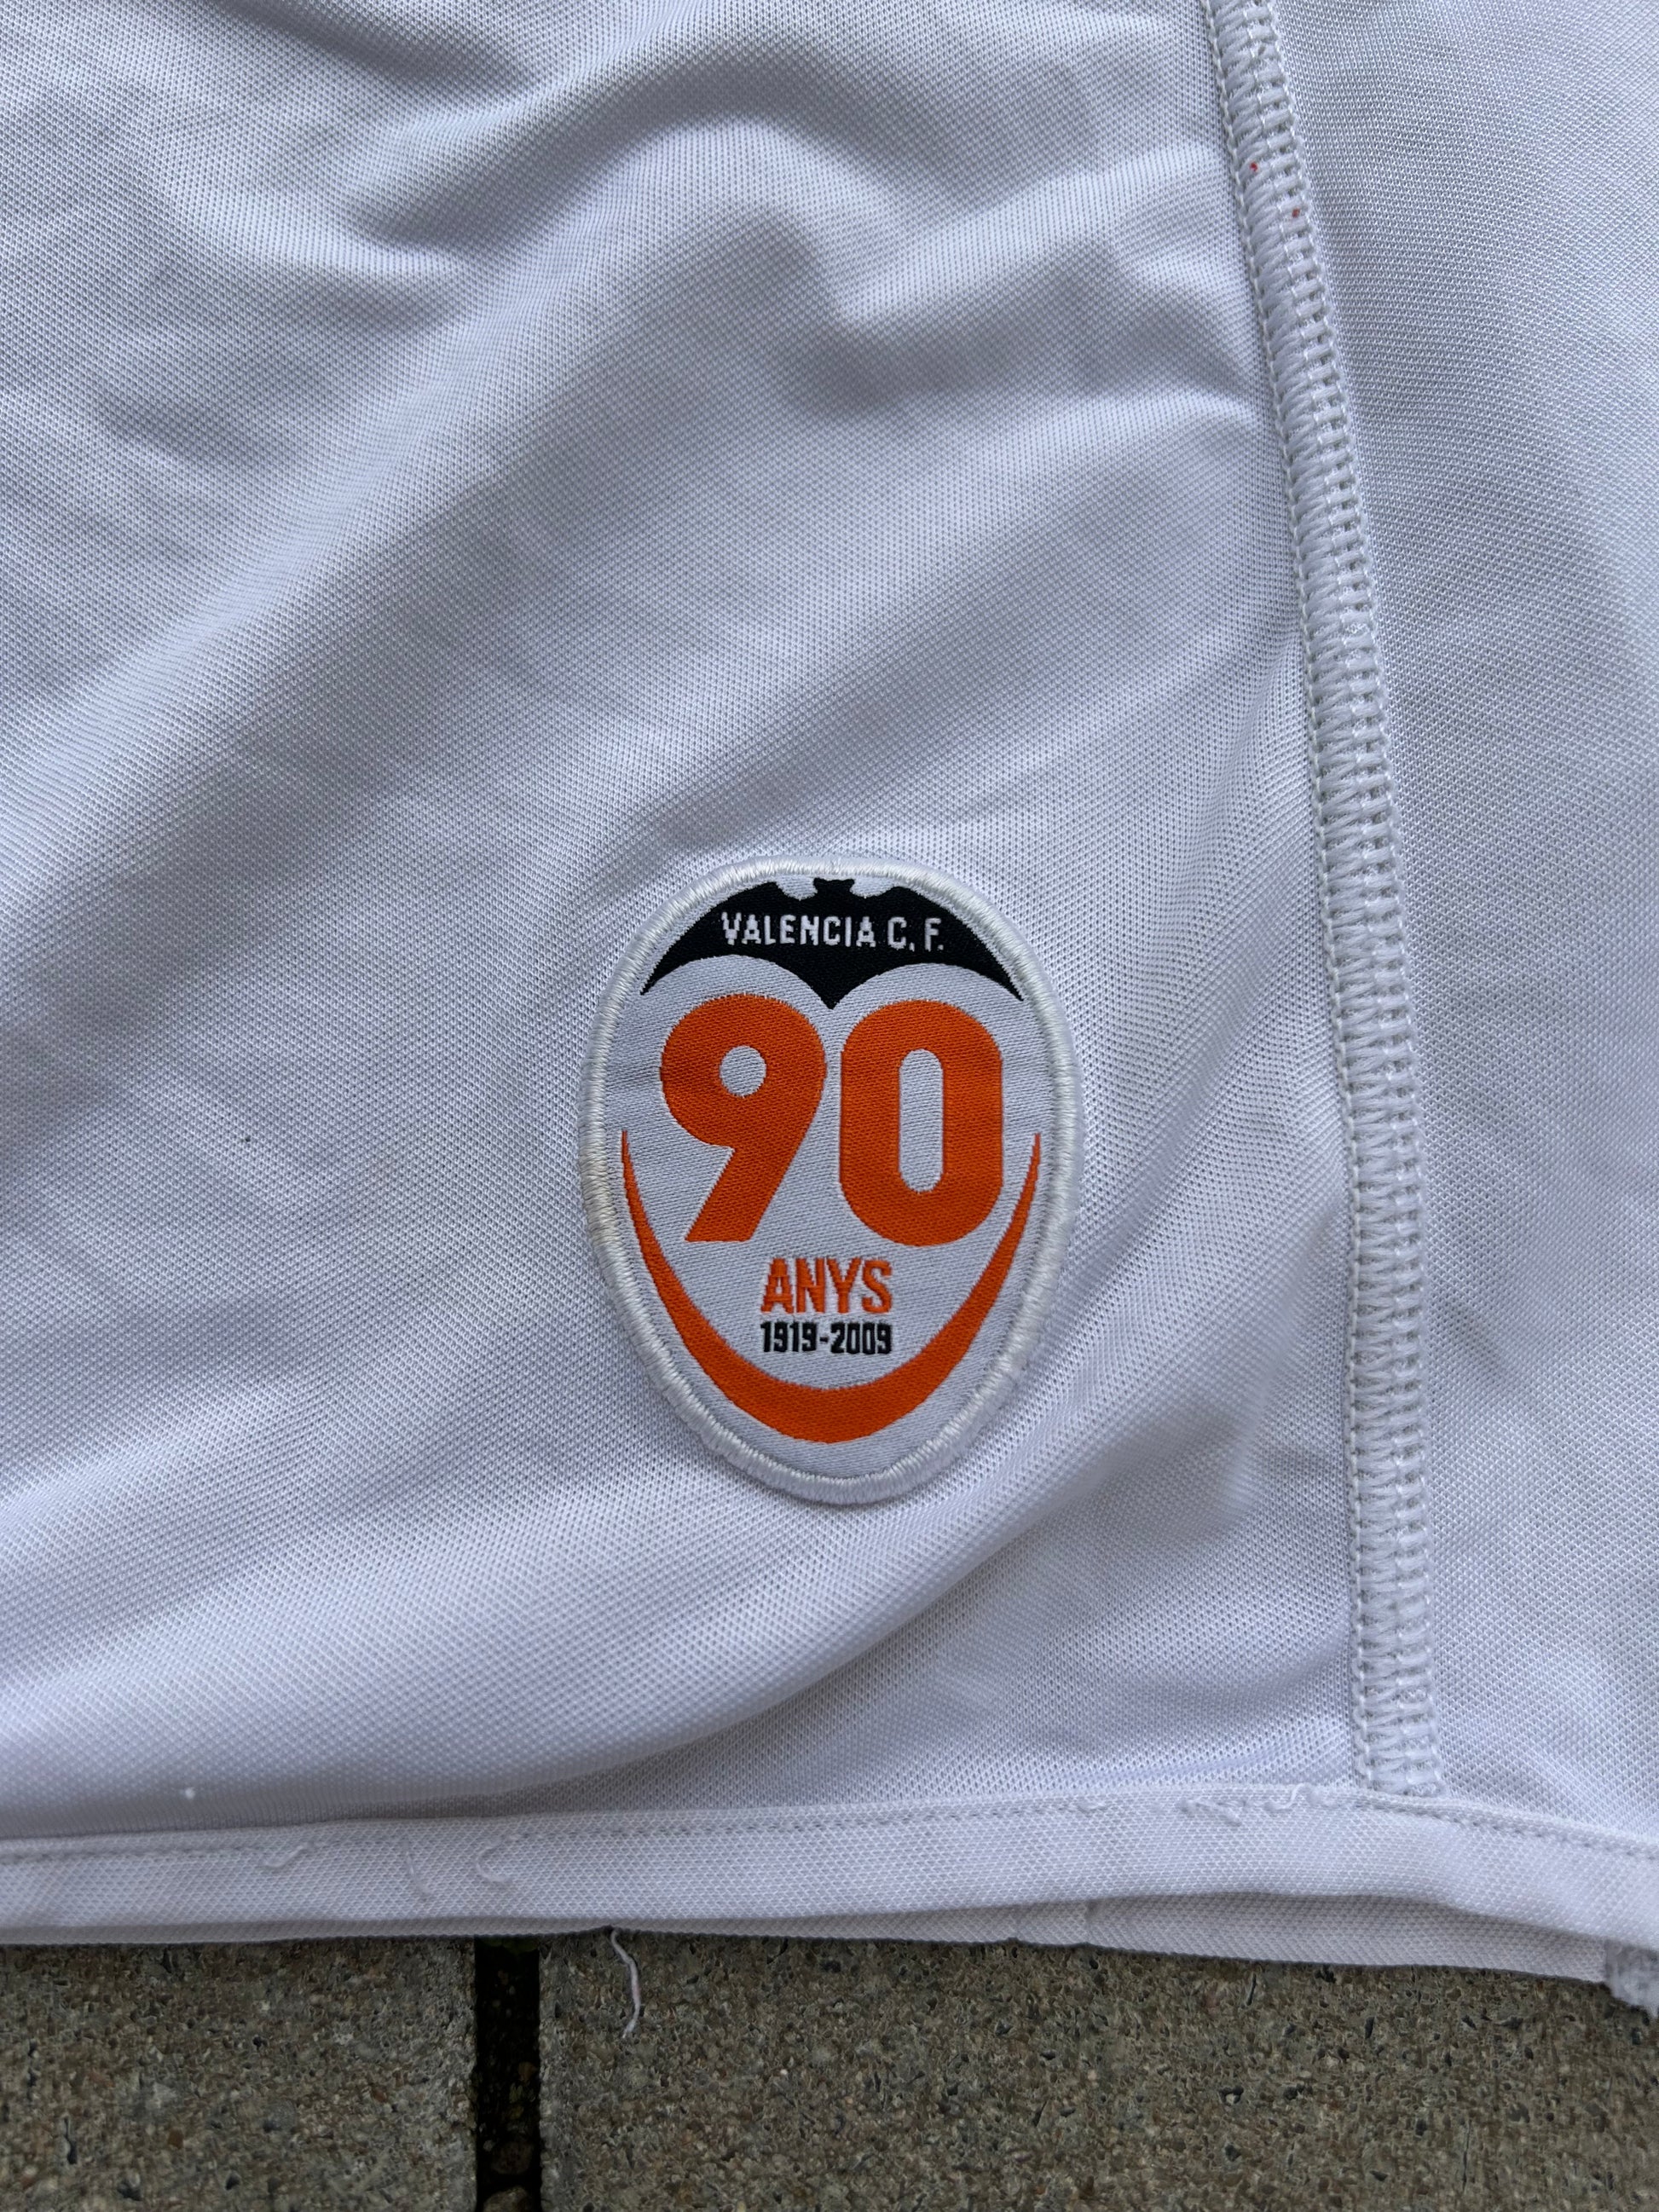 VALENCIA C.F.
90
ANYS
1919-2009